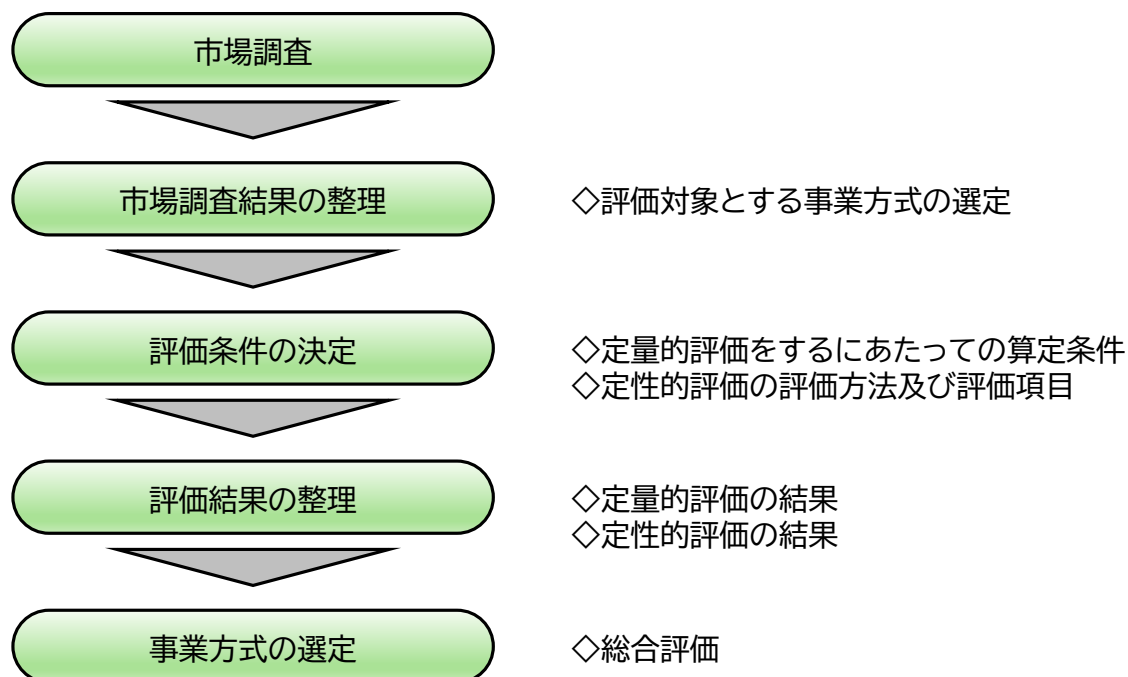 市場調査
市場調査結果の整理
◇評価対象とする事業方式の選定
評価条件の決定
◇定量的評価をするにあたっての算定条件
◇定性的評価の評価方法及び評価項目
評価結果の整理
◇定量的評価の結果
◇定性的評価の結果
事業方式の選定
◇総合評価